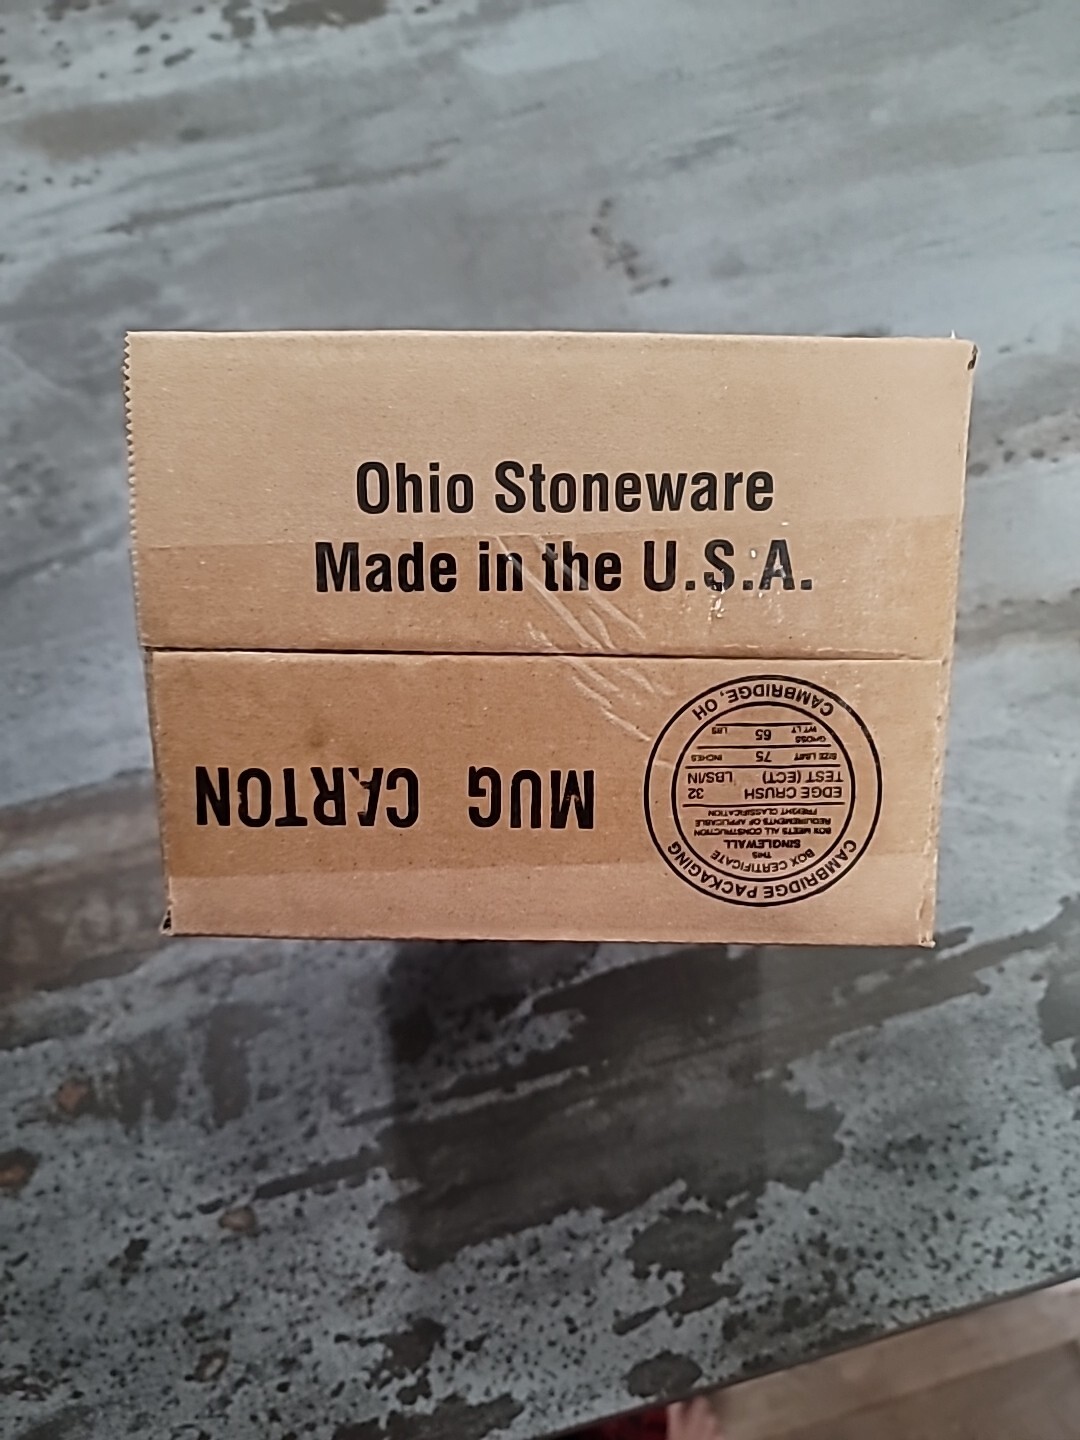 Ohio Stoneware
Made in the U.S.A.
MUG CARTON
CAMBRIDGE PACKAGING
BOX CERTIFICATE
THIS
SINGLEWALL
BOX MEETS ALL CONSTRUCTION
REQUIREMENTS OF APPLICABLE
FREIGHT CLASSIFICATION
EDGE CRUSH
TEST (ECT) 32 LBS/IN
SIZE LIMIT 75 INCHES
GROSS
WT LT 65 LBS
CAMBRIDGE, OH